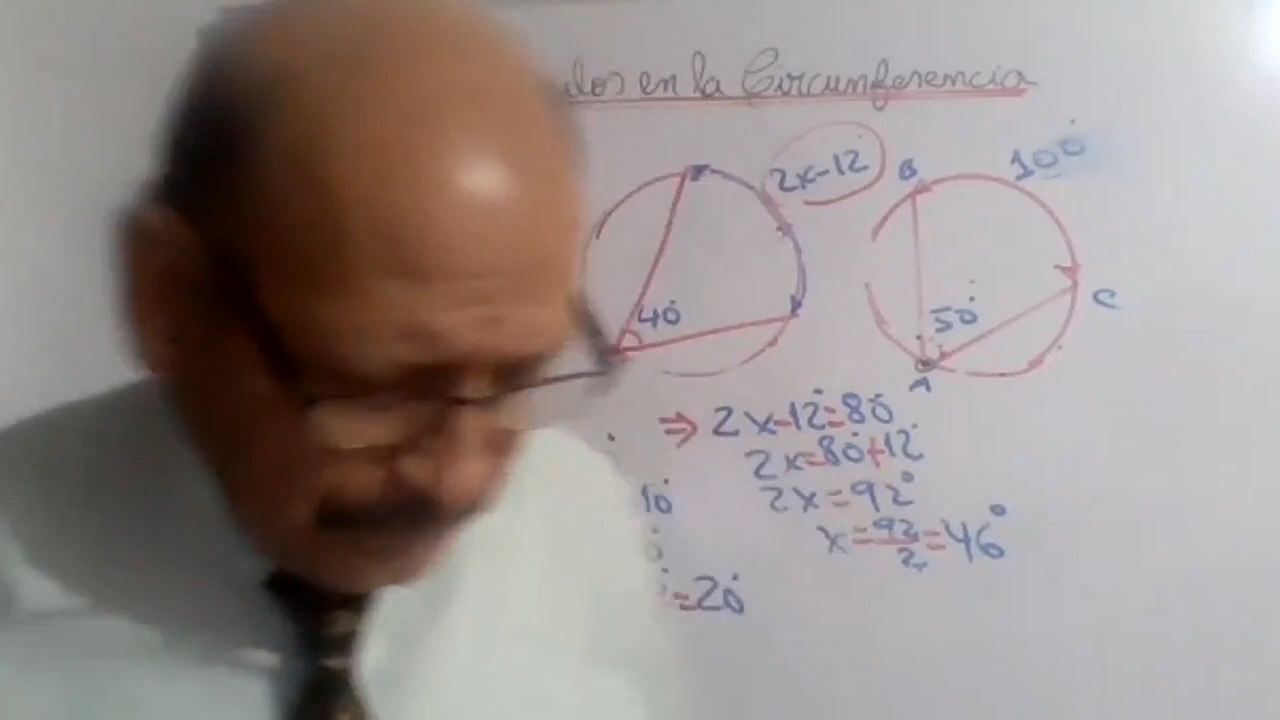 en la Circunferencia
2x-12°
B
100°
40°
50°
C
A
⇒ 2x-12°=80°
2x=80°+12°
2x=92°
x=92/2=46°
10°
=20°